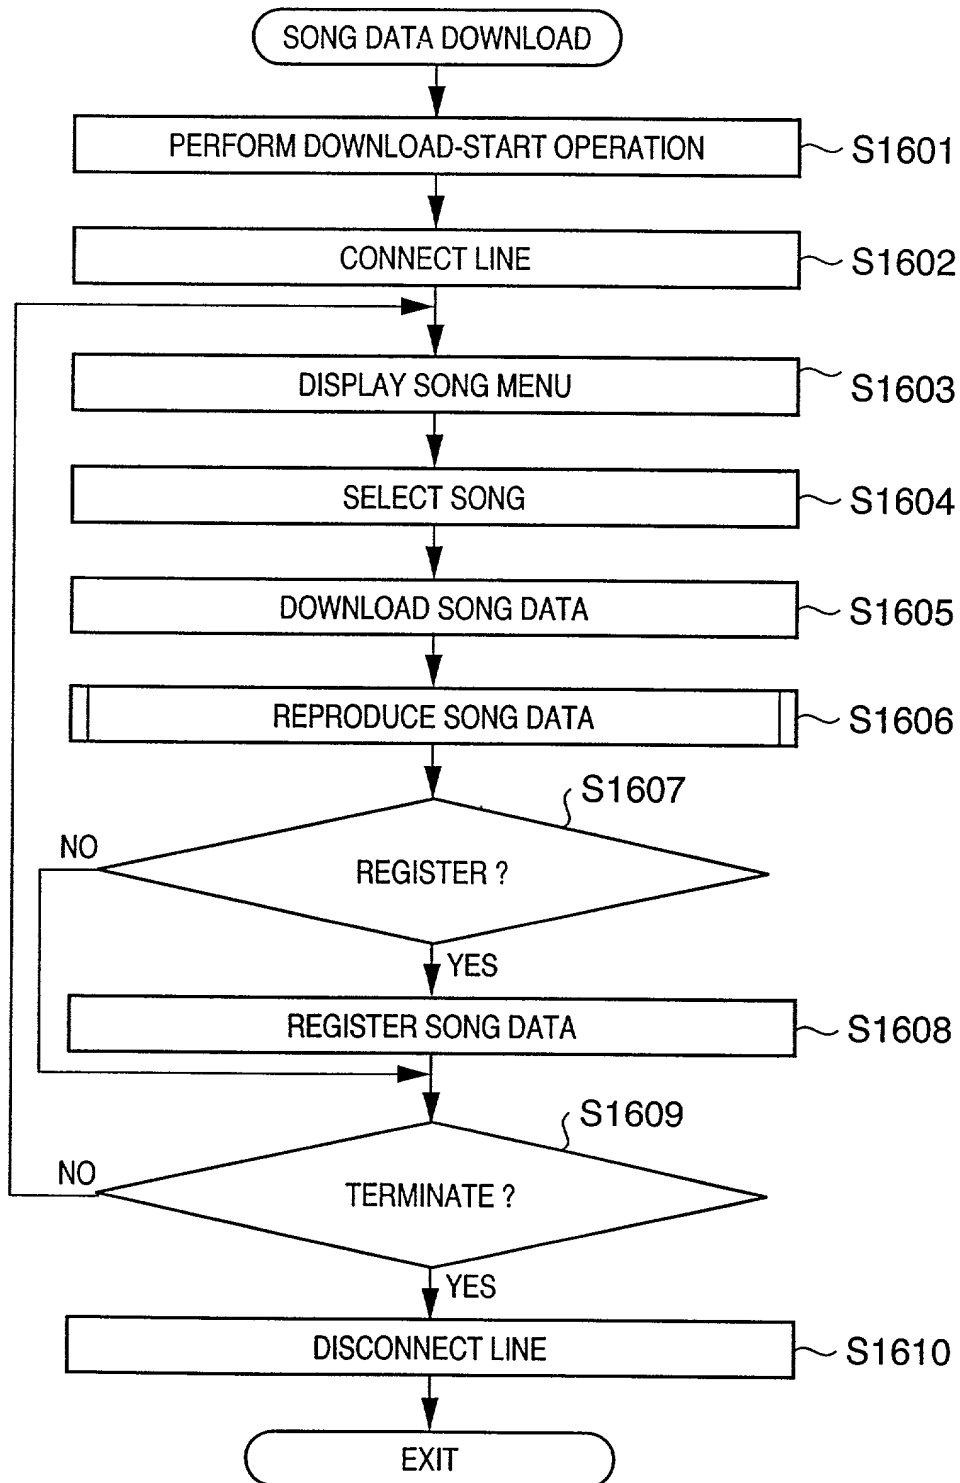 SONG DATA DOWNLOAD
PERFORM DOWNLOAD-START OPERATION
S1601
CONNECT LINE
S1602
DISPLAY SONG MENU
S1603
SELECT SONG
S1604
DOWNLOAD SONG DATA
S1605
REPRODUCE SONG DATA
S1606
S1607
NO
REGISTER ?
YES
REGISTER SONG DATA
S1608
S1609
NO
TERMINATE ?
YES
DISCONNECT LINE
S1610
EXIT